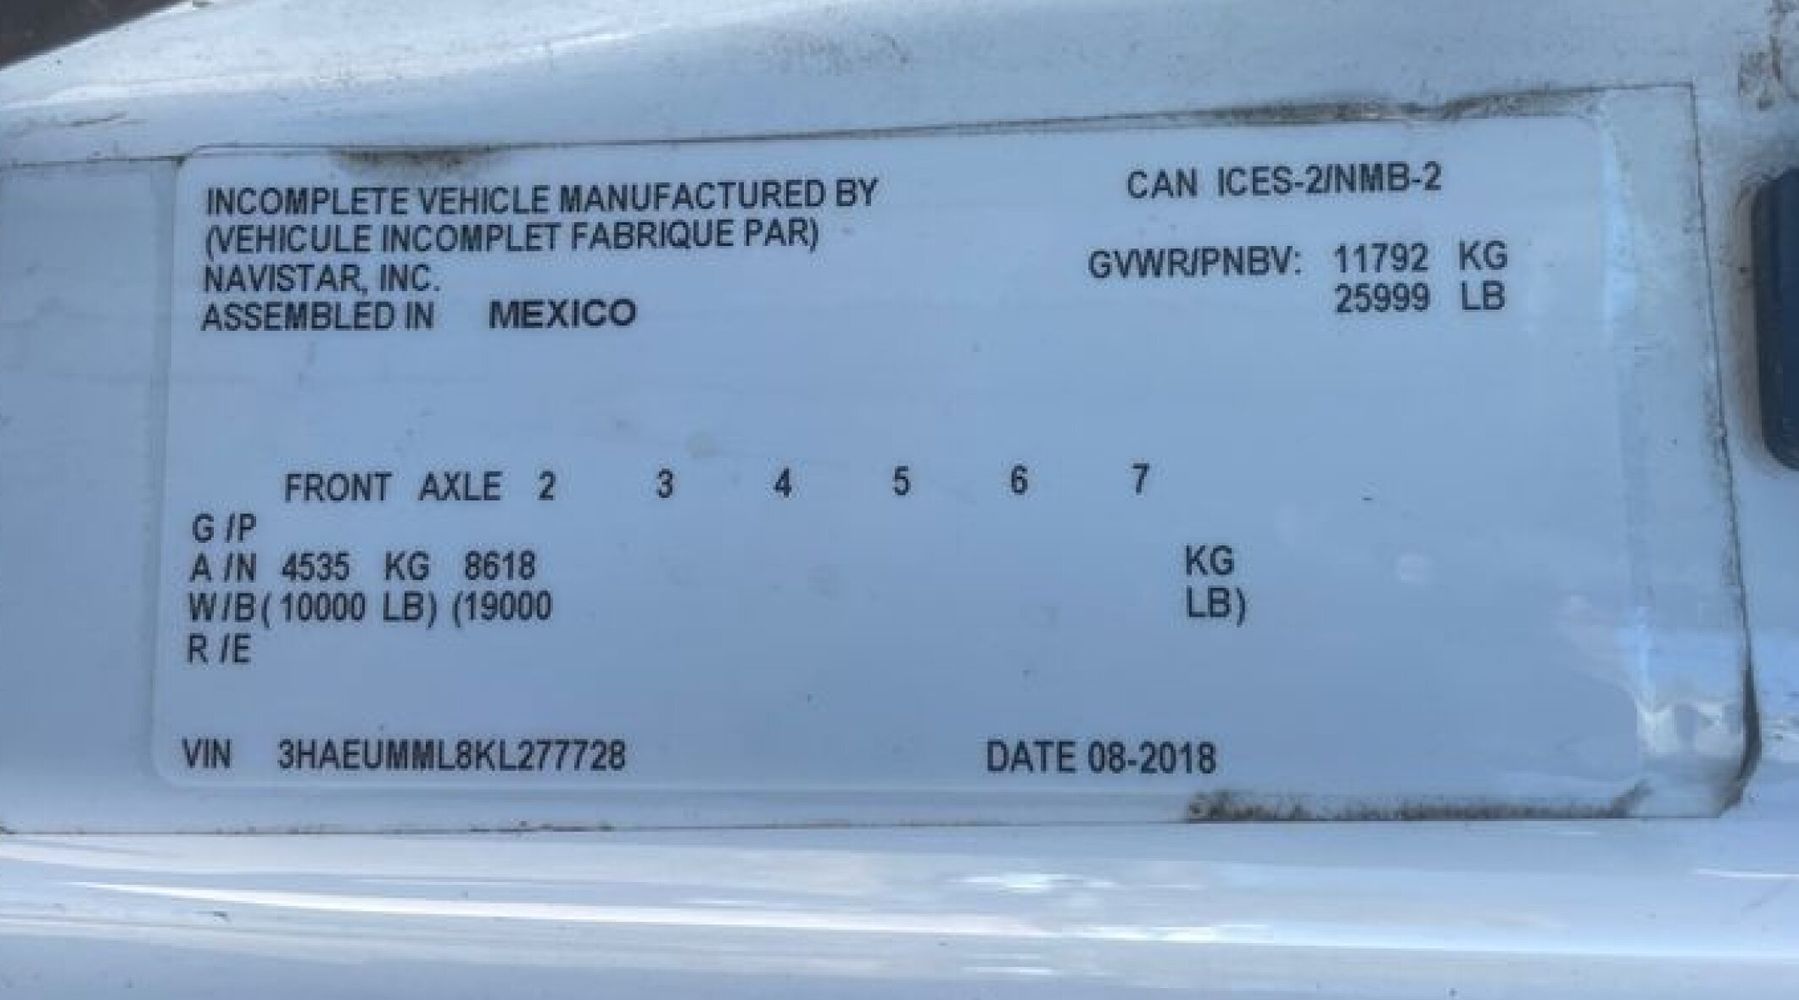 INCOMPLETE VEHICLE MANUFACTURED BY
(VEHICULE INCOMPLET FABRIQUE PAR)
NAVISTAR, INC.
ASSEMBLED IN MEXICO
CAN ICES-2/NMB-2
GVWR/PNBV: 11792 KG
25999 LB
FRONT AXLE 2 3 4 5 6 7
G /P
A /N 4535 KG 8618 KG
W/B ( 10000 LB) (19000 LB)
R /E
VIN 3HAEUMML8KL277728
DATE 08-2018